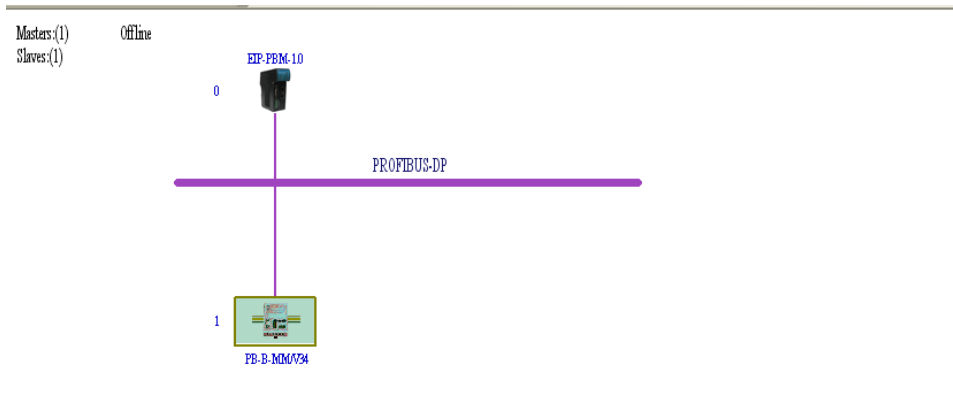 Masters:(1) Offline
Slaves:(1)
EIP-PBM-1.0
0
PROFIBUS-DP
1
PB-B-MM/V34